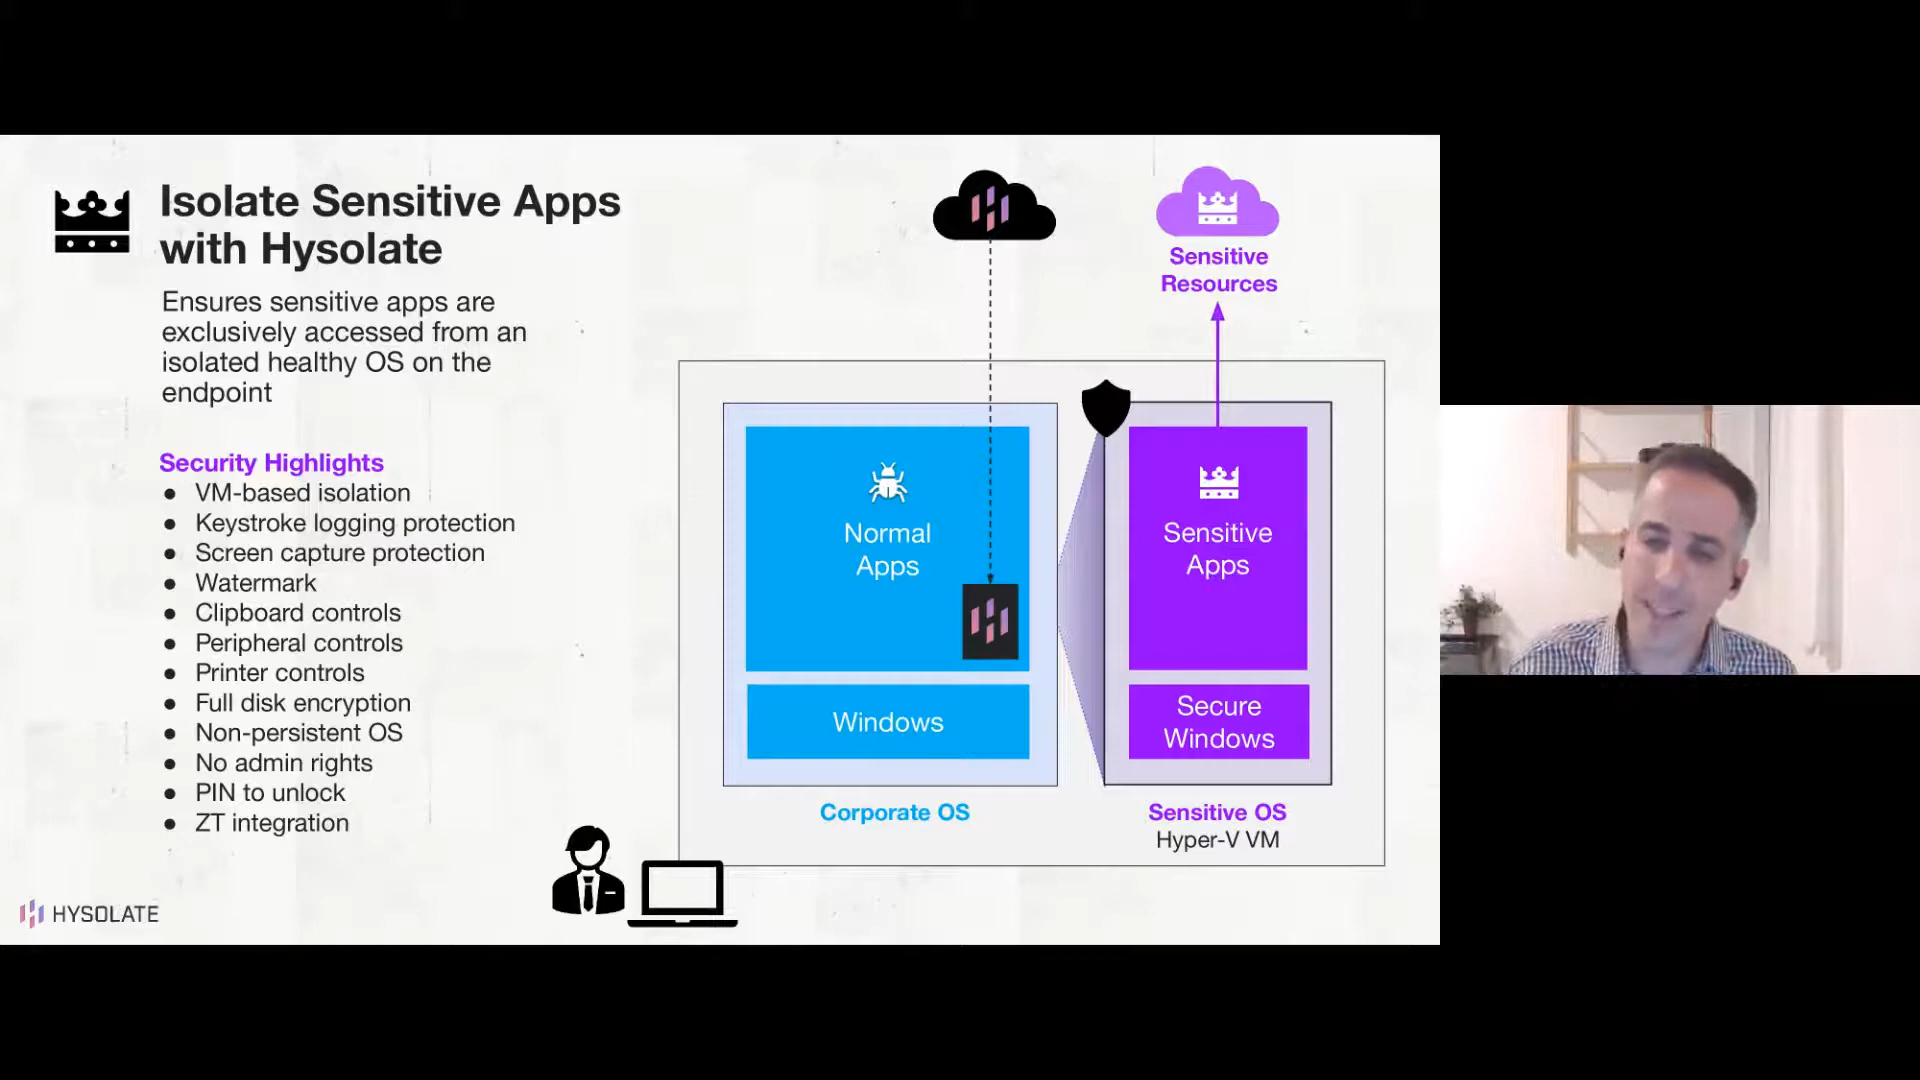 Isolate Sensitive Apps
with Hysolate
Ensures sensitive apps are
exclusively accessed from an
isolated healthy OS on the
endpoint
Security Highlights
● VM-based isolation
● Keystroke logging protection
● Screen capture protection
● Watermark
● Clipboard controls
● Peripheral controls
● Printer controls
● Full disk encryption
● Non-persistent OS
● No admin rights
● PIN to unlock
● ZT integration
HYSOLATE
Sensitive
Resources
Normal
Apps
Windows
Corporate OS
Sensitive
Apps
Secure
Windows
Sensitive OS
Hyper-V VM